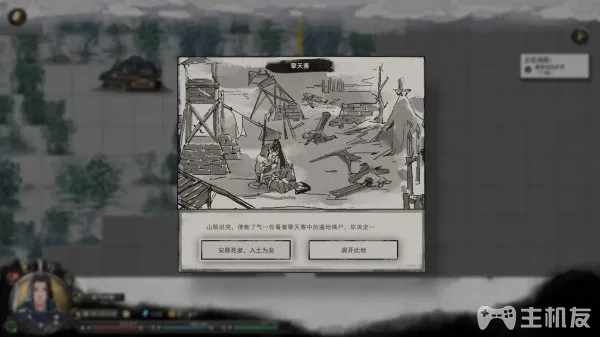 擎天寨
山贼说完，便断了气…你看着擎天寨中的遍地横尸，你决定…
安葬死者，入土为安
离开此地
主机友